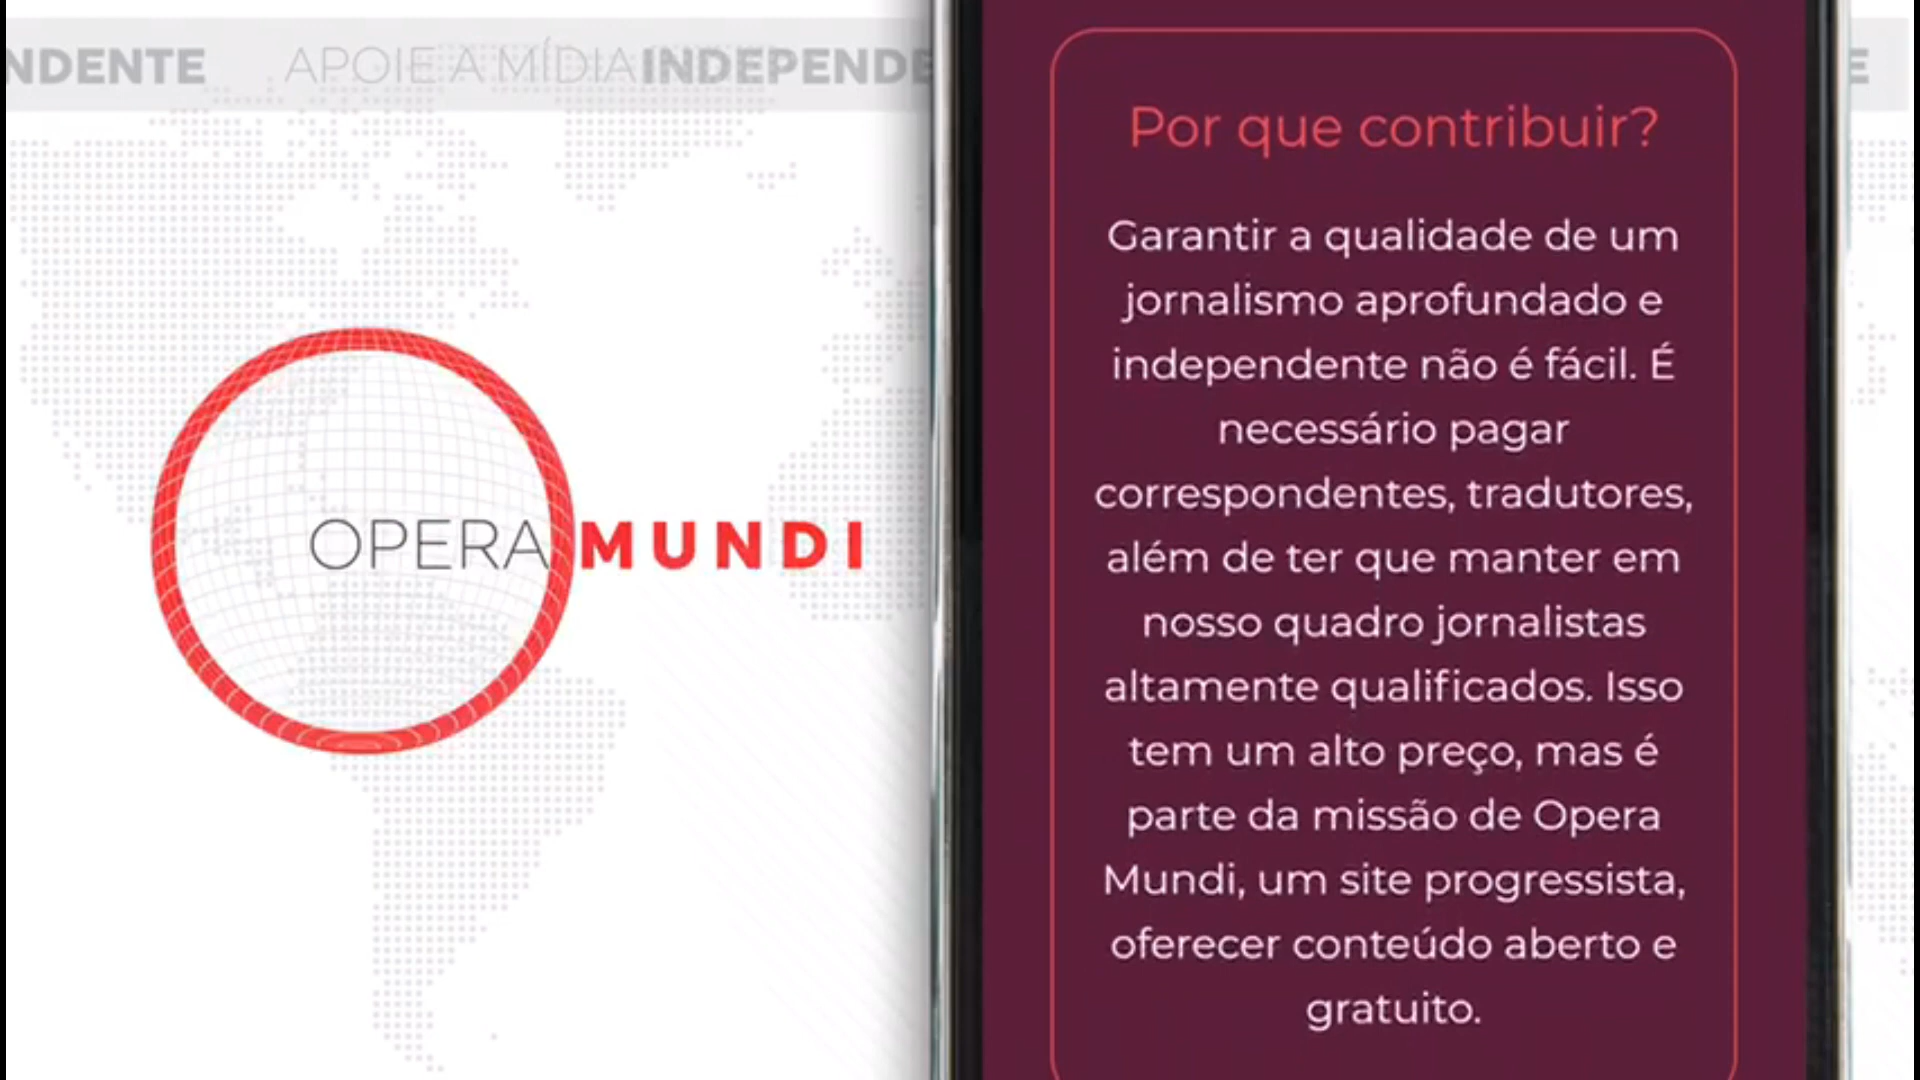 NDENTE APOIE A MÍDIA INDEPENDE E
OPERA MUNDI
Por que contribuir?
Garantir a qualidade de um
jornalismo aprofundado e
independente não é fácil. É
necessário pagar
correspondentes, tradutores,
além de ter que manter em
nosso quadro jornalistas
altamente qualificados. Isso
tem um alto preço, mas é
parte da missão de Opera
Mundi, um site progressista,
oferecer conteúdo aberto e
gratuito.